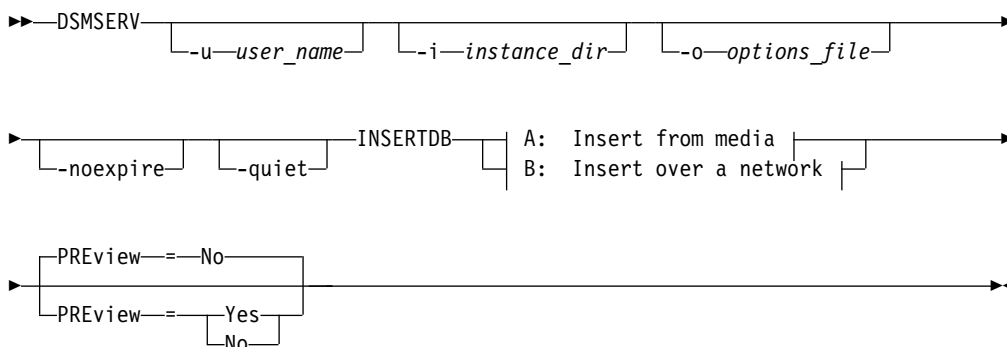 DSMSERV
-u user_name -i instance_dir -o options_file
-noexpire -quiet INSERTDB A: Insert from media
B: Insert over a network
PREview = No
PREview = Yes
No